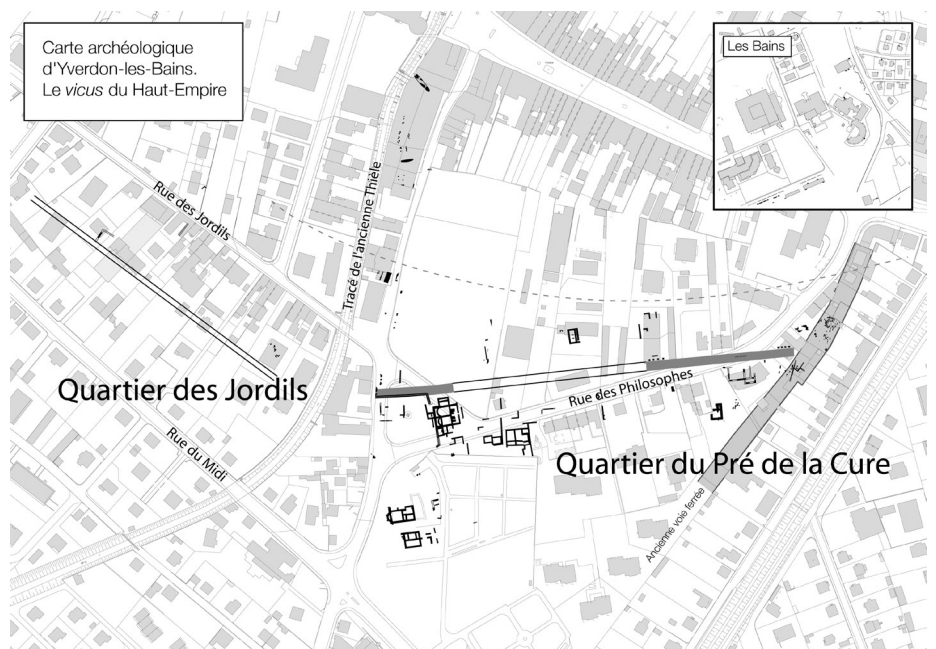 Carte archéologique
d'Yverdon-les-Bains.
Le vicus du Haut-Empire
Les Bains
Rue des Jordils
Tracé de l'ancienne Thièle
Quartier des Jordils
Rue des Philosophes
Rue du Midi
Quartier du Pré de la Cure
Ancienne voie ferrée